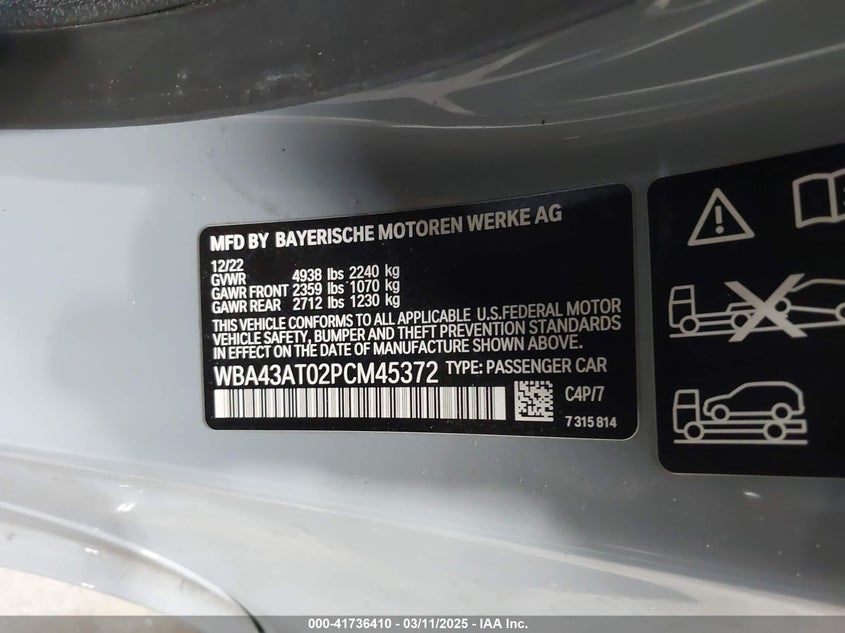 MFD BY BAYERISCHE MOTOREN WERKE AG
12/22
GVWR 4938 lbs 2240 kg
GAWR FRONT 2359 lbs 1070 kg
GAWR REAR 2712 lbs 1230 kg
THIS VEHICLE CONFORMS TO ALL APPLICABLE U.S.FEDERAL MOTOR
VEHICLE SAFETY, BUMPER AND THEFT PREVENTION STANDARDS
IN EFFECT ON THE DATE OF MANUFACTURE SHOWN ABOVE.
WBA43AT02PCM45372 TYPE: PASSENGER CAR
C4P/7
7 315 814
000-41736410 - 03/11/2025 - IAA Inc.